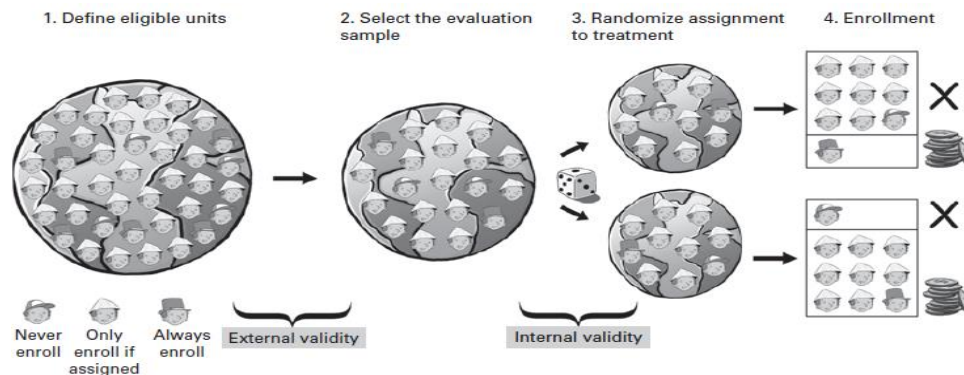 1. Define eligible units
2. Select the evaluation
sample
3. Randomize assignment
to treatment
4. Enrollment
Never
enroll
Only
enroll if
assigned
Always
enroll
External validity
Internal validity